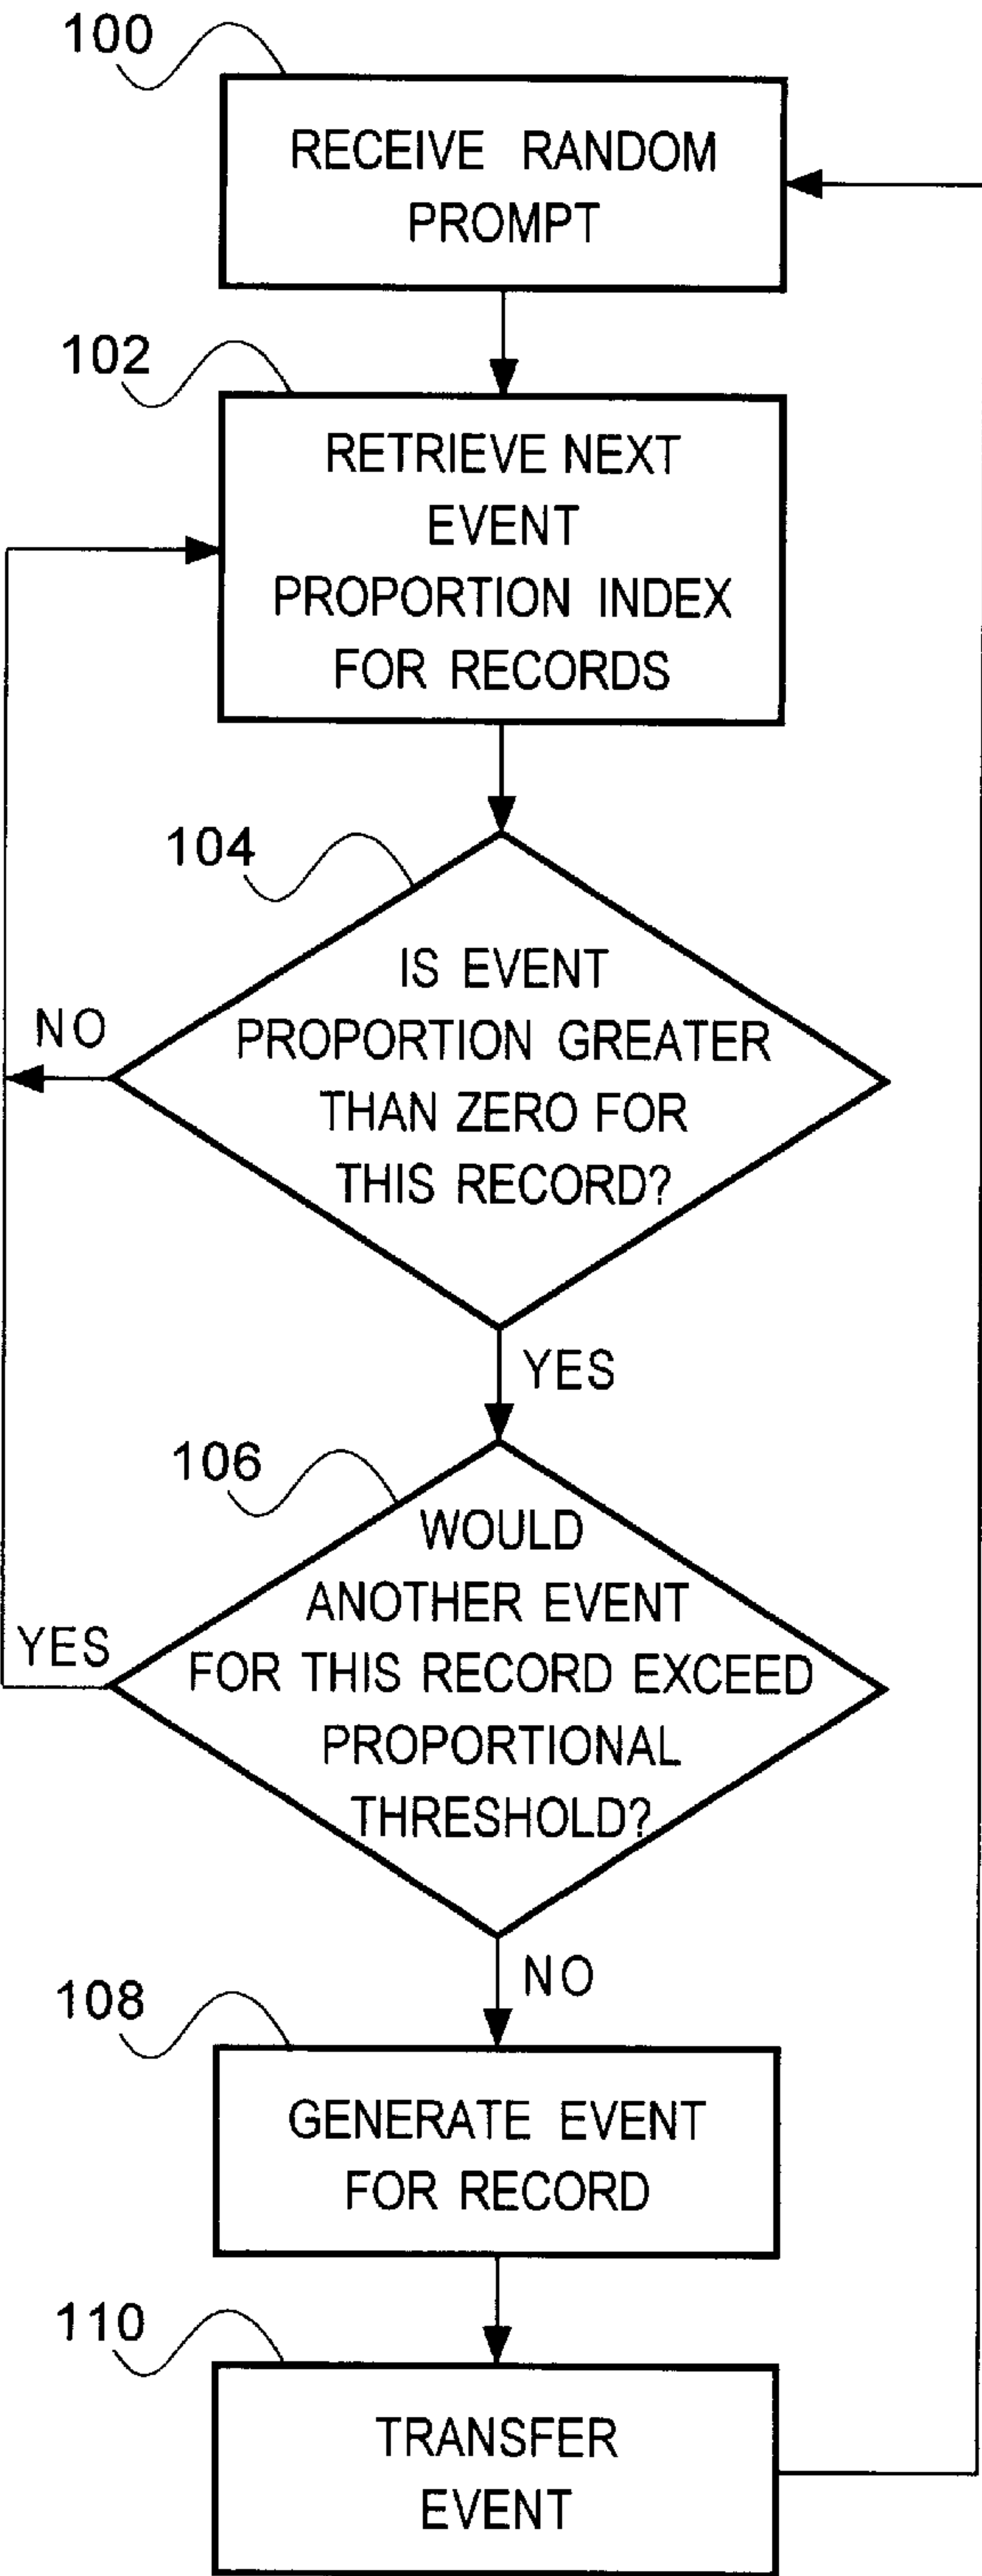 100
RECEIVE RANDOM
PROMPT
102
RETRIEVE NEXT
EVENT
PROPORTION INDEX
FOR RECORDS
104
IS EVENT
PROPORTION GREATER
THAN ZERO FOR
THIS RECORD?
NO
YES
106
WOULD
ANOTHER EVENT
FOR THIS RECORD EXCEED
PROPORTIONAL
THRESHOLD?
YES
NO
108
GENERATE EVENT
FOR RECORD
110
TRANSFER
EVENT